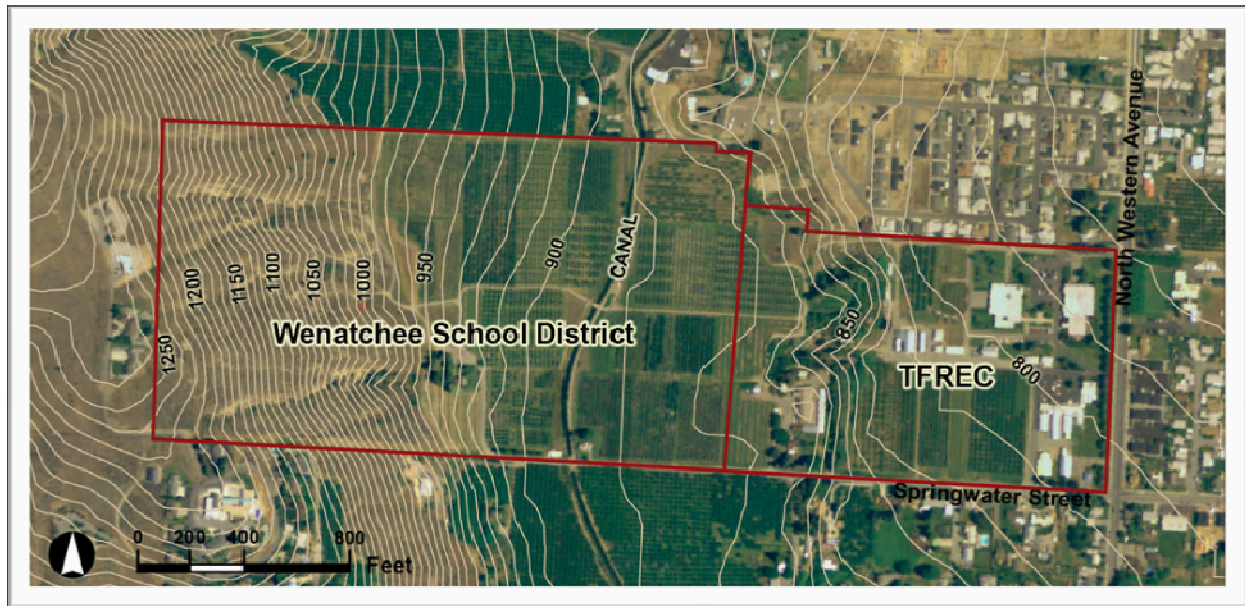 North Western Avenue
CANAL
900
950
1000
1050
1100
1150
1200
1250
Wenatchee School District
850
TFREC
800
Springwater Street
0 200 400 800
Feet